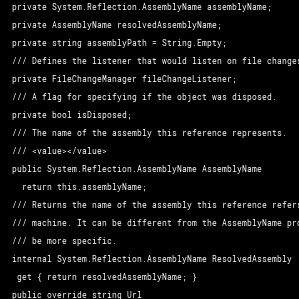 private System.Reflection.AssemblyName assemblyName;
private AssemblyName resolvedAssemblyName;
private string assemblyPath = String.Empty;
/// Defines the listener that would listen on file changes
private FileChangeManager fileChangeListener;
/// A flag for specifying if the object was disposed.
private bool isDisposed;
/// The name of the assembly this reference represents.
/// <value></value>
public System.Reflection.AssemblyName AssemblyName
return this.assemblyName;
/// Returns the name of the assembly this reference refers
/// machine. It can be different from the AssemblyName pro
/// be more specific.
internal System.Reflection.AssemblyName ResolvedAssembly
get { return resolvedAssemblyName; }
public override string Url